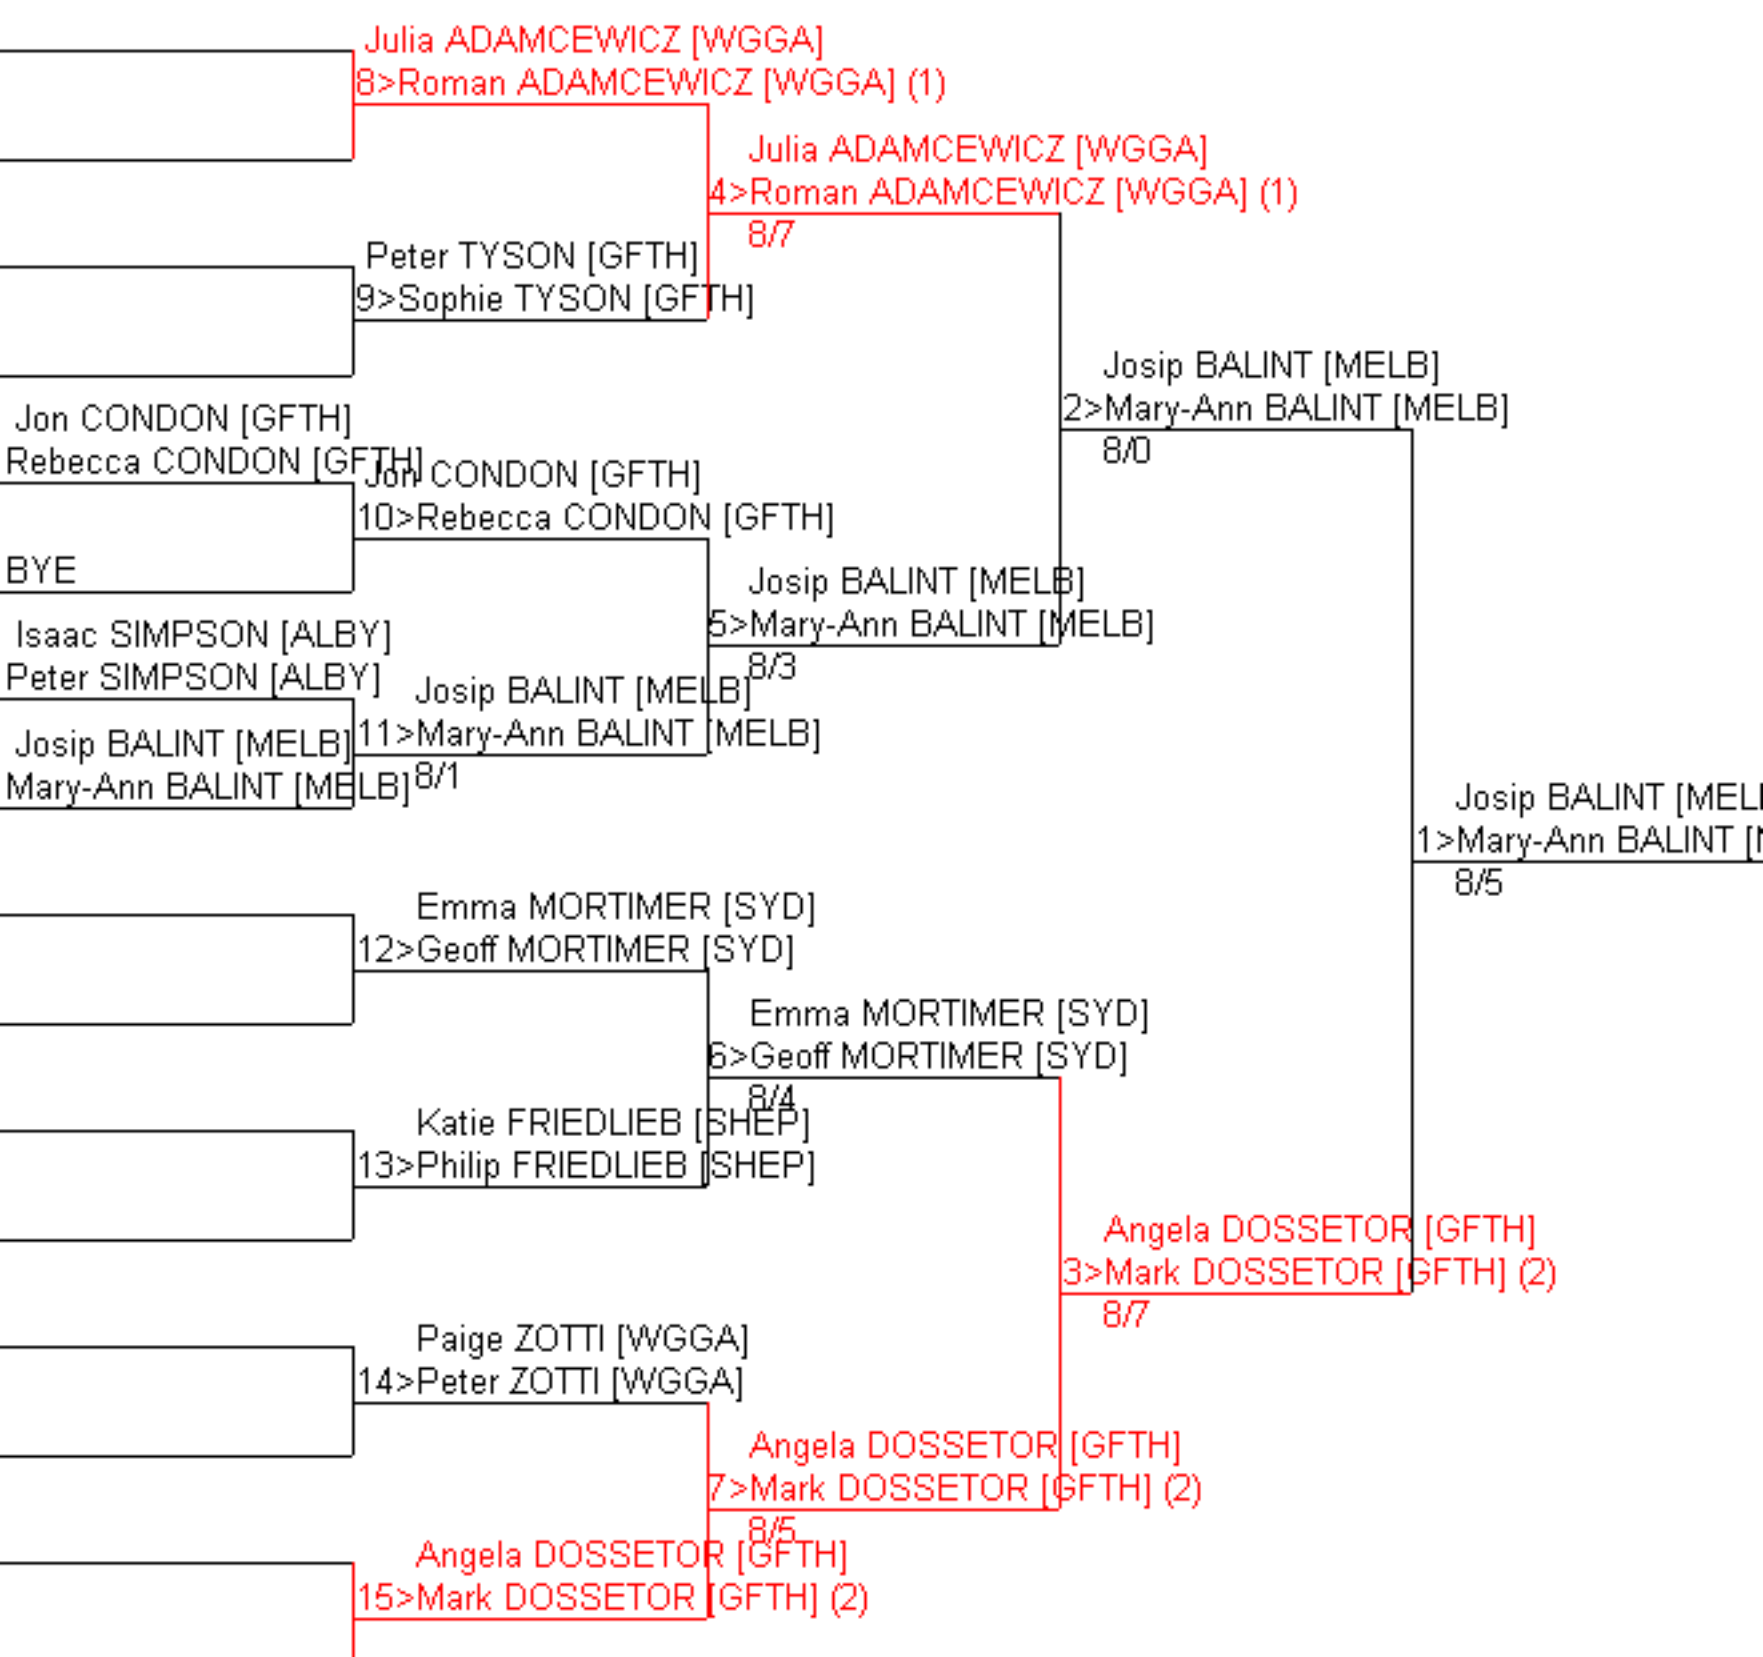 Julia ADAMCEWICZ [WGGA]
8>Roman ADAMCEWICZ [WGGA] (1)
Julia ADAMCEWICZ [WGGA]
4>Roman ADAMCEWICZ [WGGA] (1)
8/7
Peter TYSON [GFTH]
9>Sophie TYSON [GFTH]
Josip BALINT [MELB]
2>Mary-Ann BALINT [MELB]
8/0
Jon CONDON [GFTH]
Rebecca CONDON [GFTH]
Jon CONDON [GFTH]
10>Rebecca CONDON [GFTH]
BYE
Josip BALINT [MELB]
5>Mary-Ann BALINT [MELB]
8/3
Isaac SIMPSON [ALBY]
Peter SIMPSON [ALBY]
Josip BALINT [MELB]
11>Mary-Ann BALINT [MELB]
8/1
Josip BALINT [MELB]
Mary-Ann BALINT [MELB]
Josip BALINT [MEL
1>Mary-Ann BALINT [
8/5
Emma MORTIMER [SYD]
12>Geoff MORTIMER [SYD]
Emma MORTIMER [SYD]
6>Geoff MORTIMER [SYD]
8/4
Katie FRIEDLIEB [SHEP]
13>Philip FRIEDLIEB [SHEP]
Angela DOSSETOR [GFTH]
3>Mark DOSSETOR [GFTH] (2)
8/7
Paige ZOTTI [WGGA]
14>Peter ZOTTI [WGGA]
Angela DOSSETOR [GFTH]
7>Mark DOSSETOR [GFTH] (2)
8/5
Angela DOSSETOR [GFTH]
15>Mark DOSSETOR [GFTH] (2)